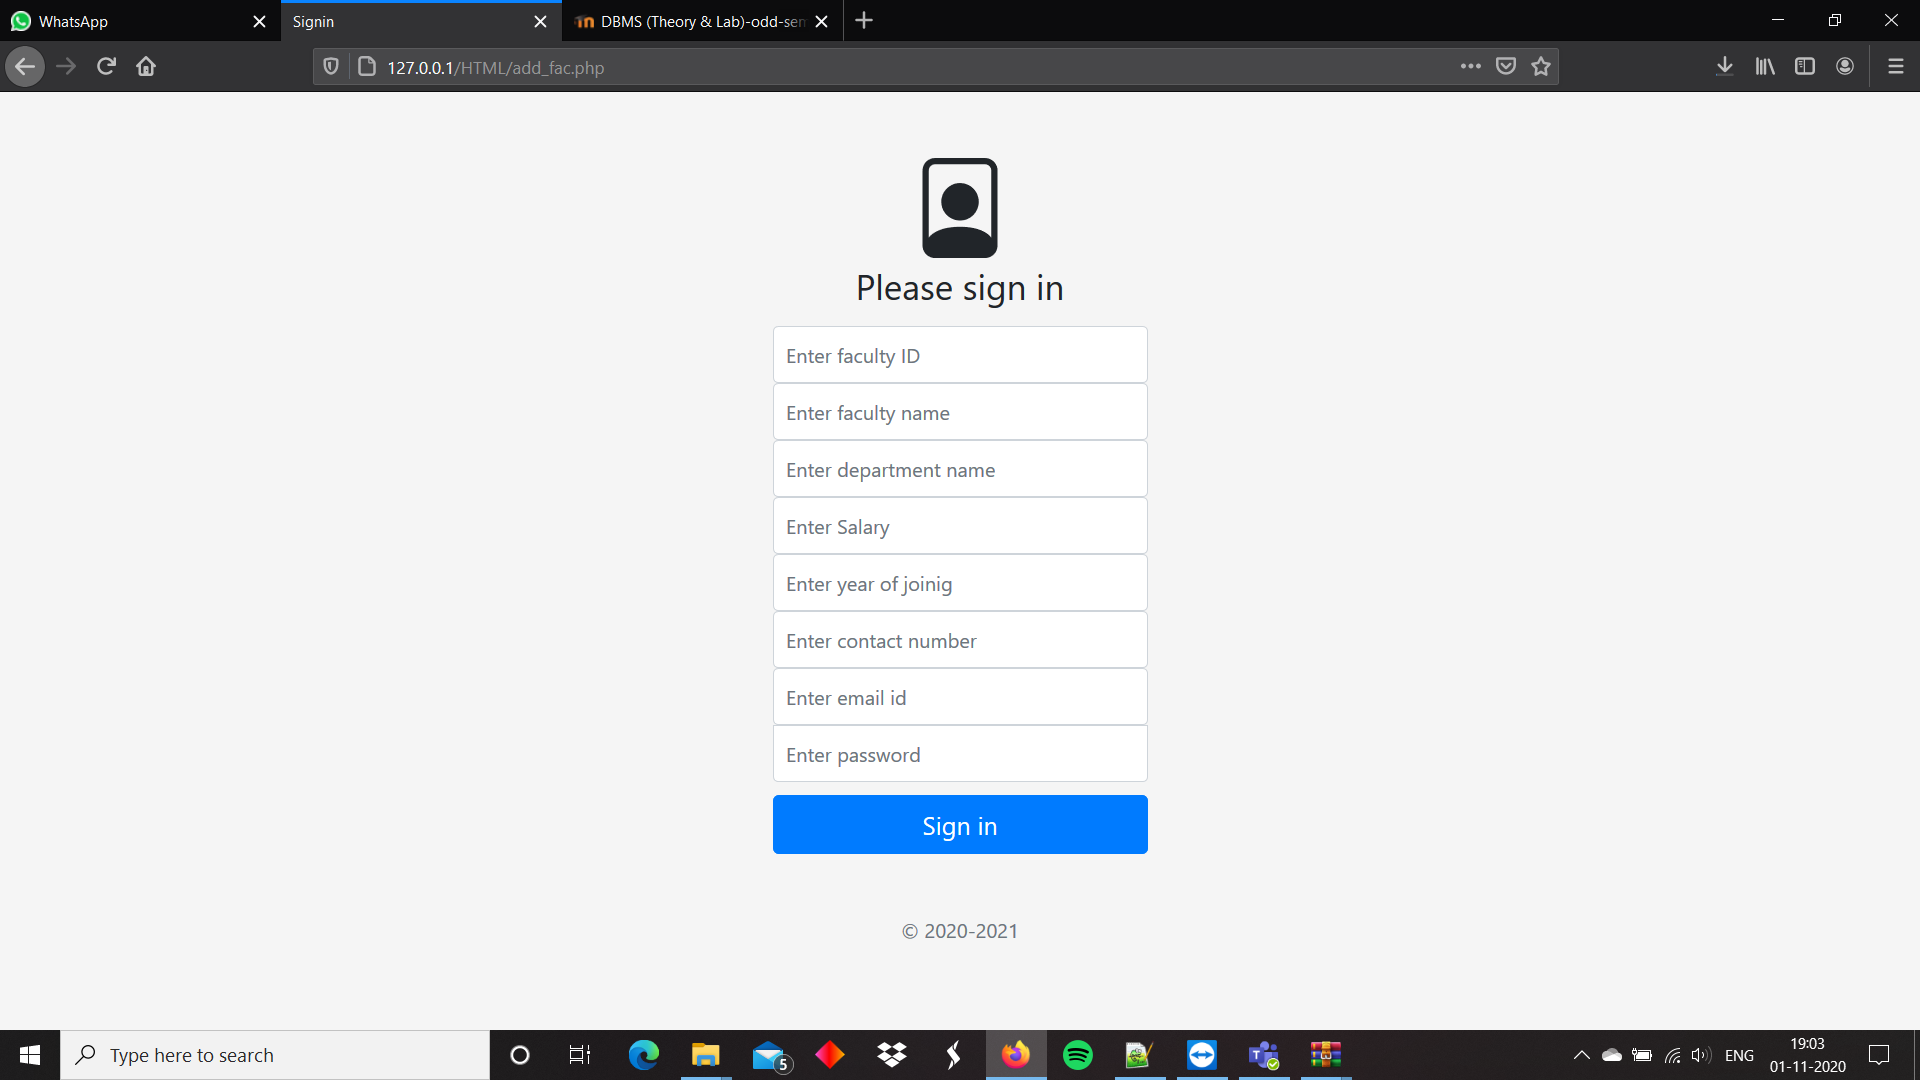 WhatsApp
Signin
DBMS (Theory & Lab)-odd-sem
127.0.0.1/HTML/add_fac.php
Please sign in
Enter faculty ID
Enter faculty name
Enter department name
Enter Salary
Enter year of joinig
Enter contact number
Enter email id
Enter password
Sign in
© 2020-2021
Type here to search
5
ENG
19:03
01-11-2020